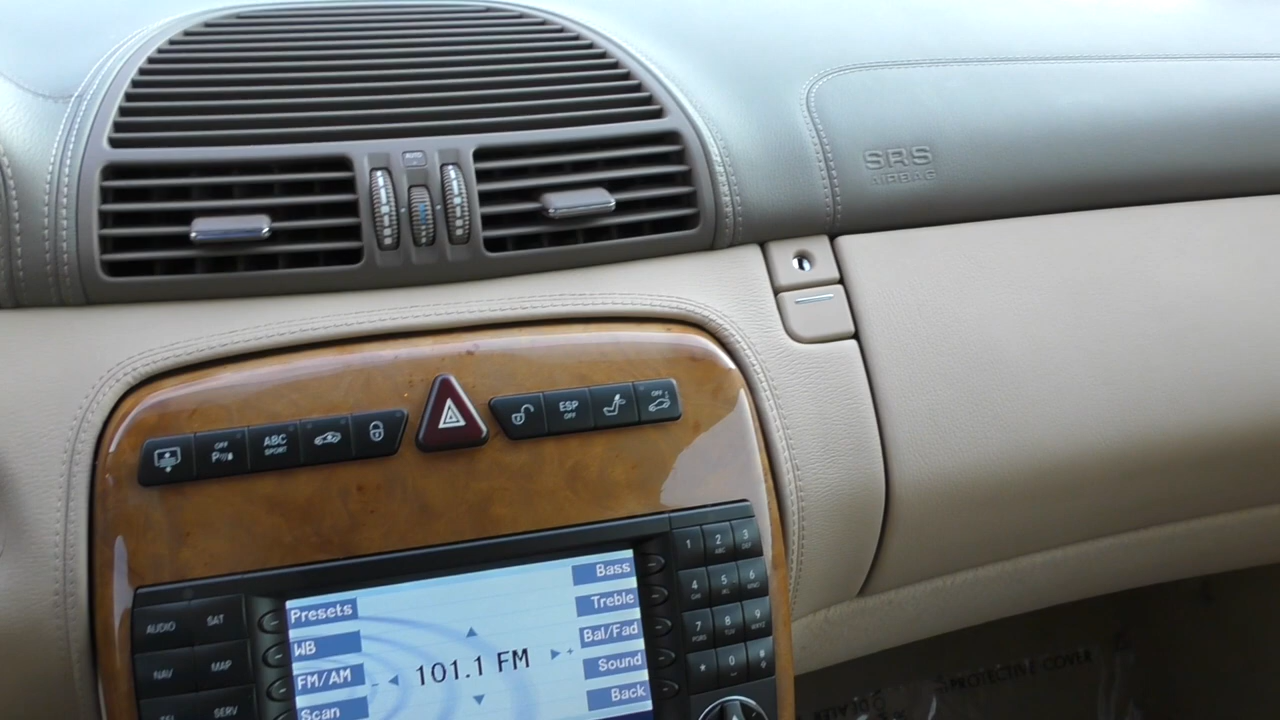 AUTO
SRS
AIRBAG
OFF
P
ABC
SPORT
ESP
OFF
OFF
AUDIO
SAT
NAV
MAP
TEL
SERV
Presets
WB
FM/AM
Scan
101.1 FM
Bass
Treble
Bal/Fad
Sound
Back
1
2
ABC
3
DEF
4
GHI
5
JKL
6
MNO
7
PQRS
8
TUV
9
WXYZ
*
0
#
PROTECTIVE COVER